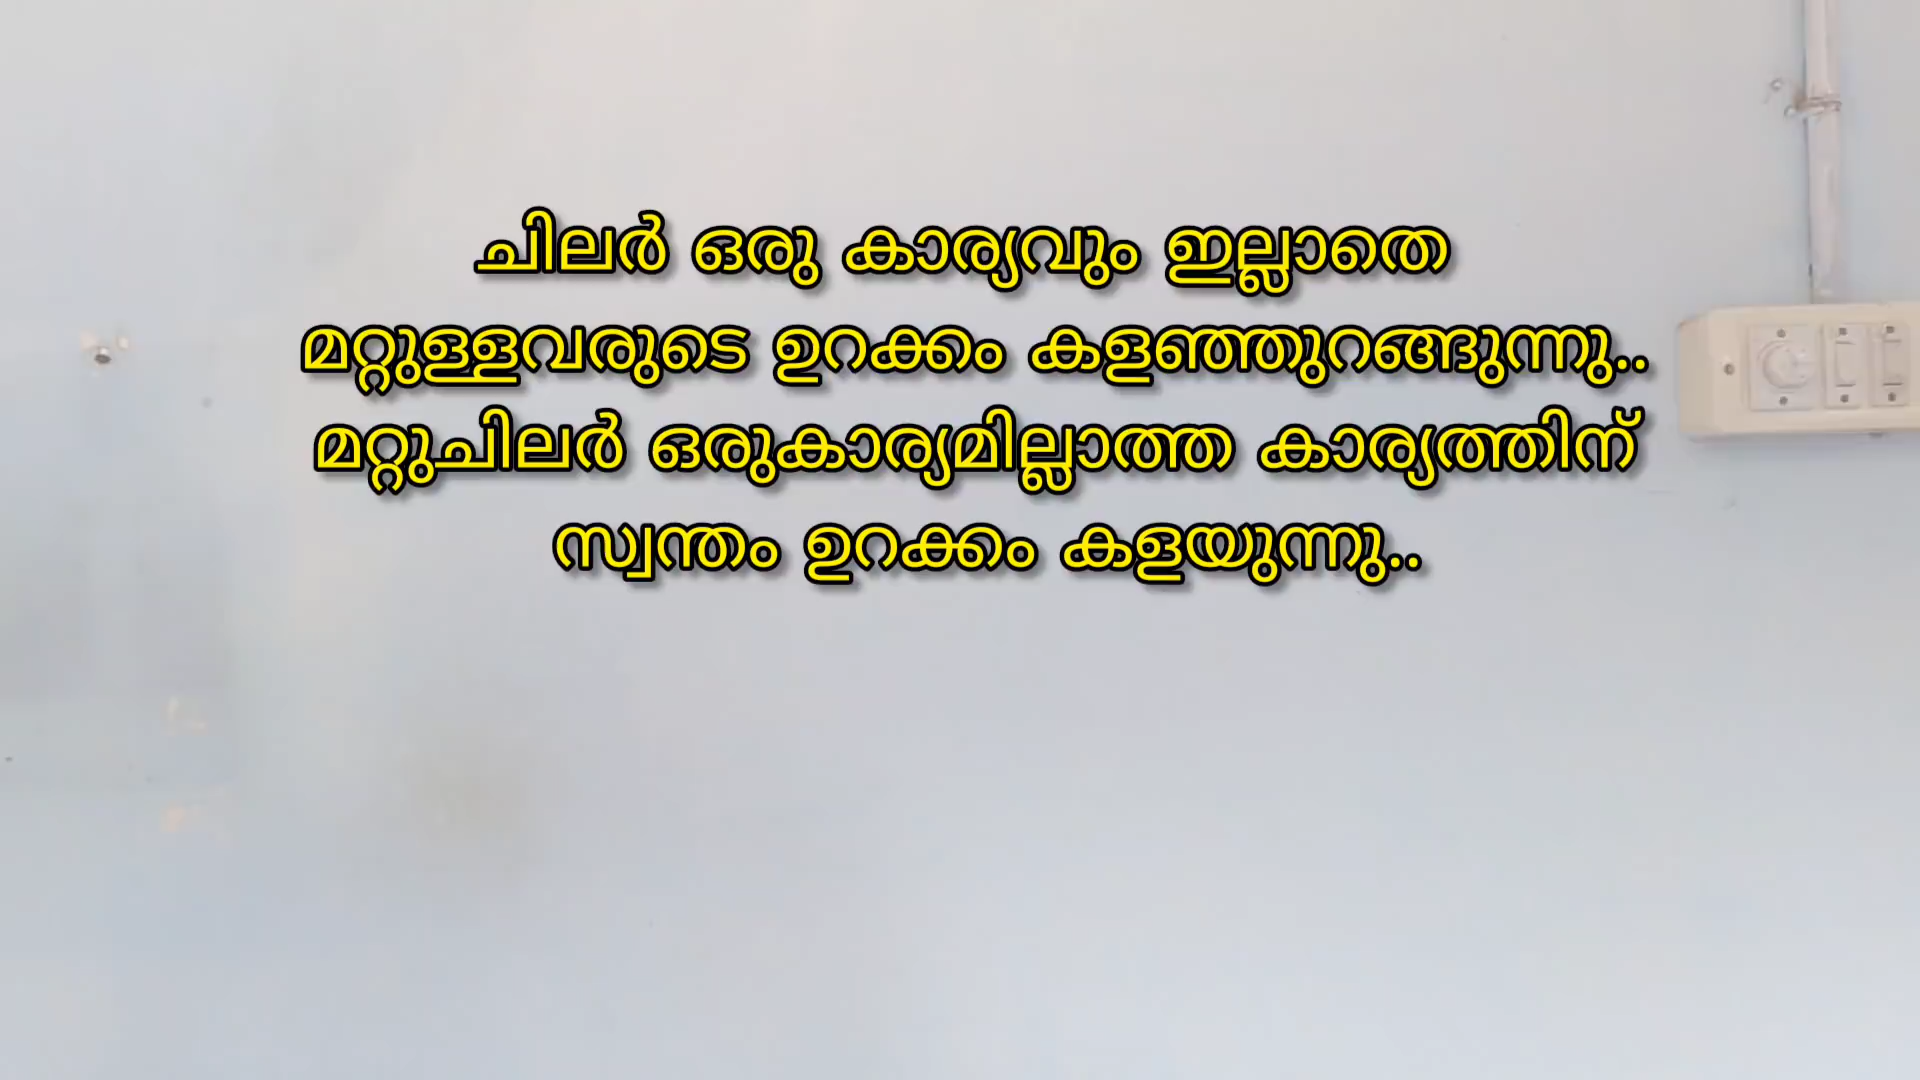 ചിലർ ഒരു കാര്യവും ഇല്ലാതെ
മറ്റുള്ളവരുടെ ഉറക്കം കളഞ്ഞുറങ്ങുന്നു..
മറ്റുചിലർ ഒരുകാര്യമില്ലാത്ത കാര്യത്തിന്
സ്വന്തം ഉറക്കം കളയുന്നു..